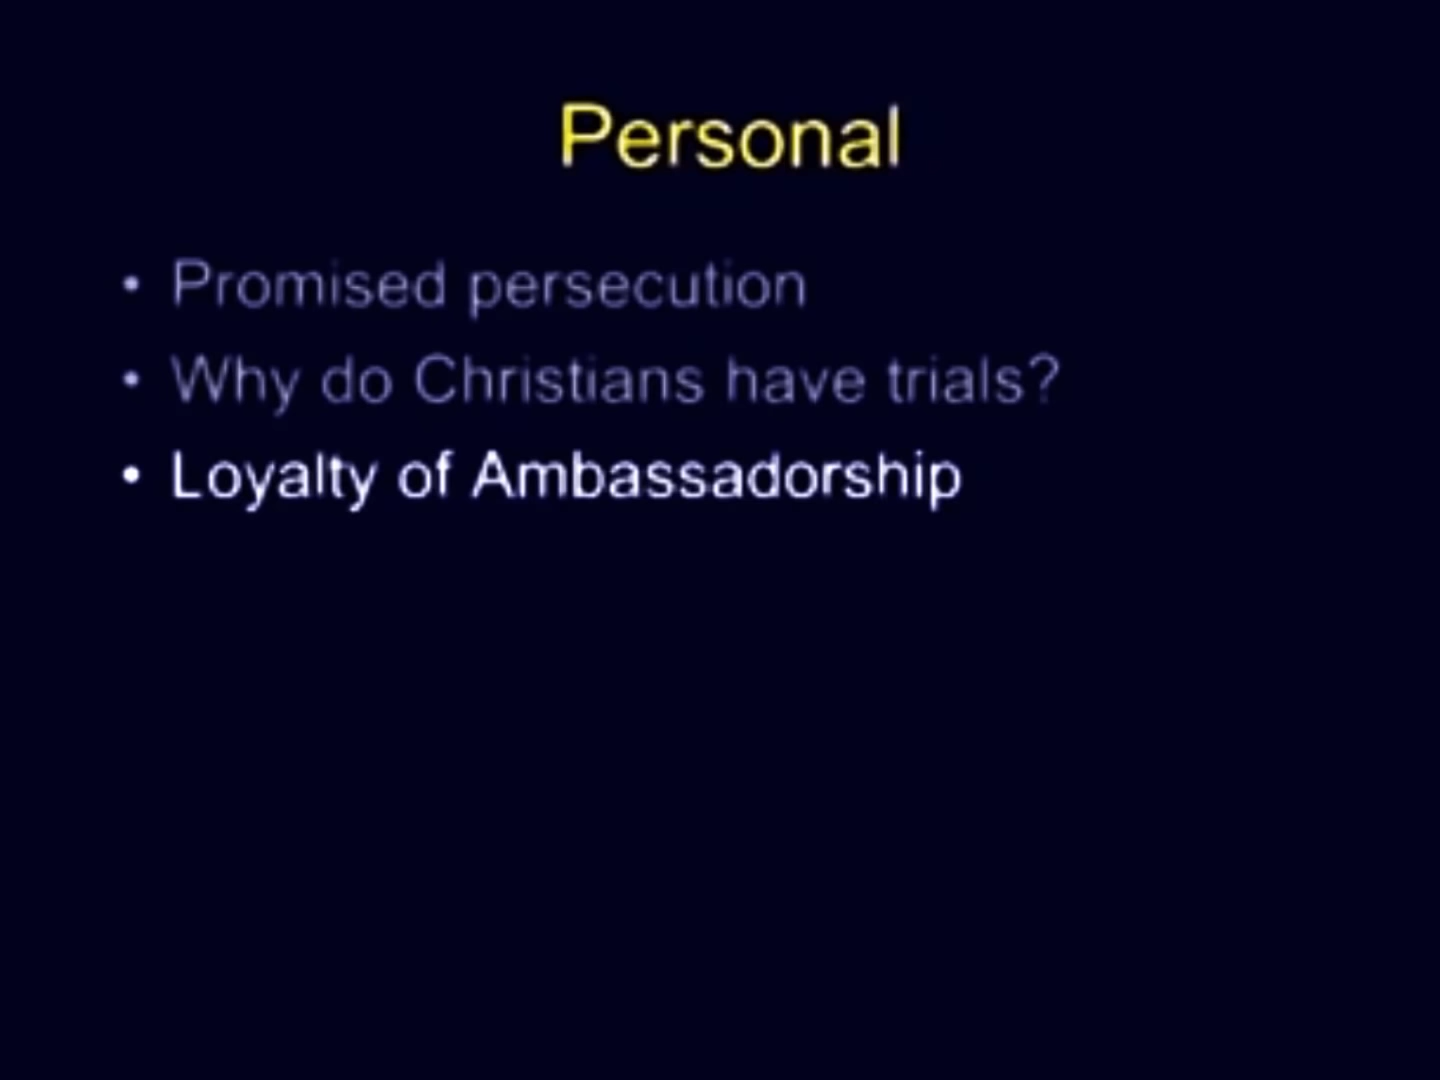 Personal
• Promised persecution
• Why do Christians have trials?
• Loyalty of Ambassadorship